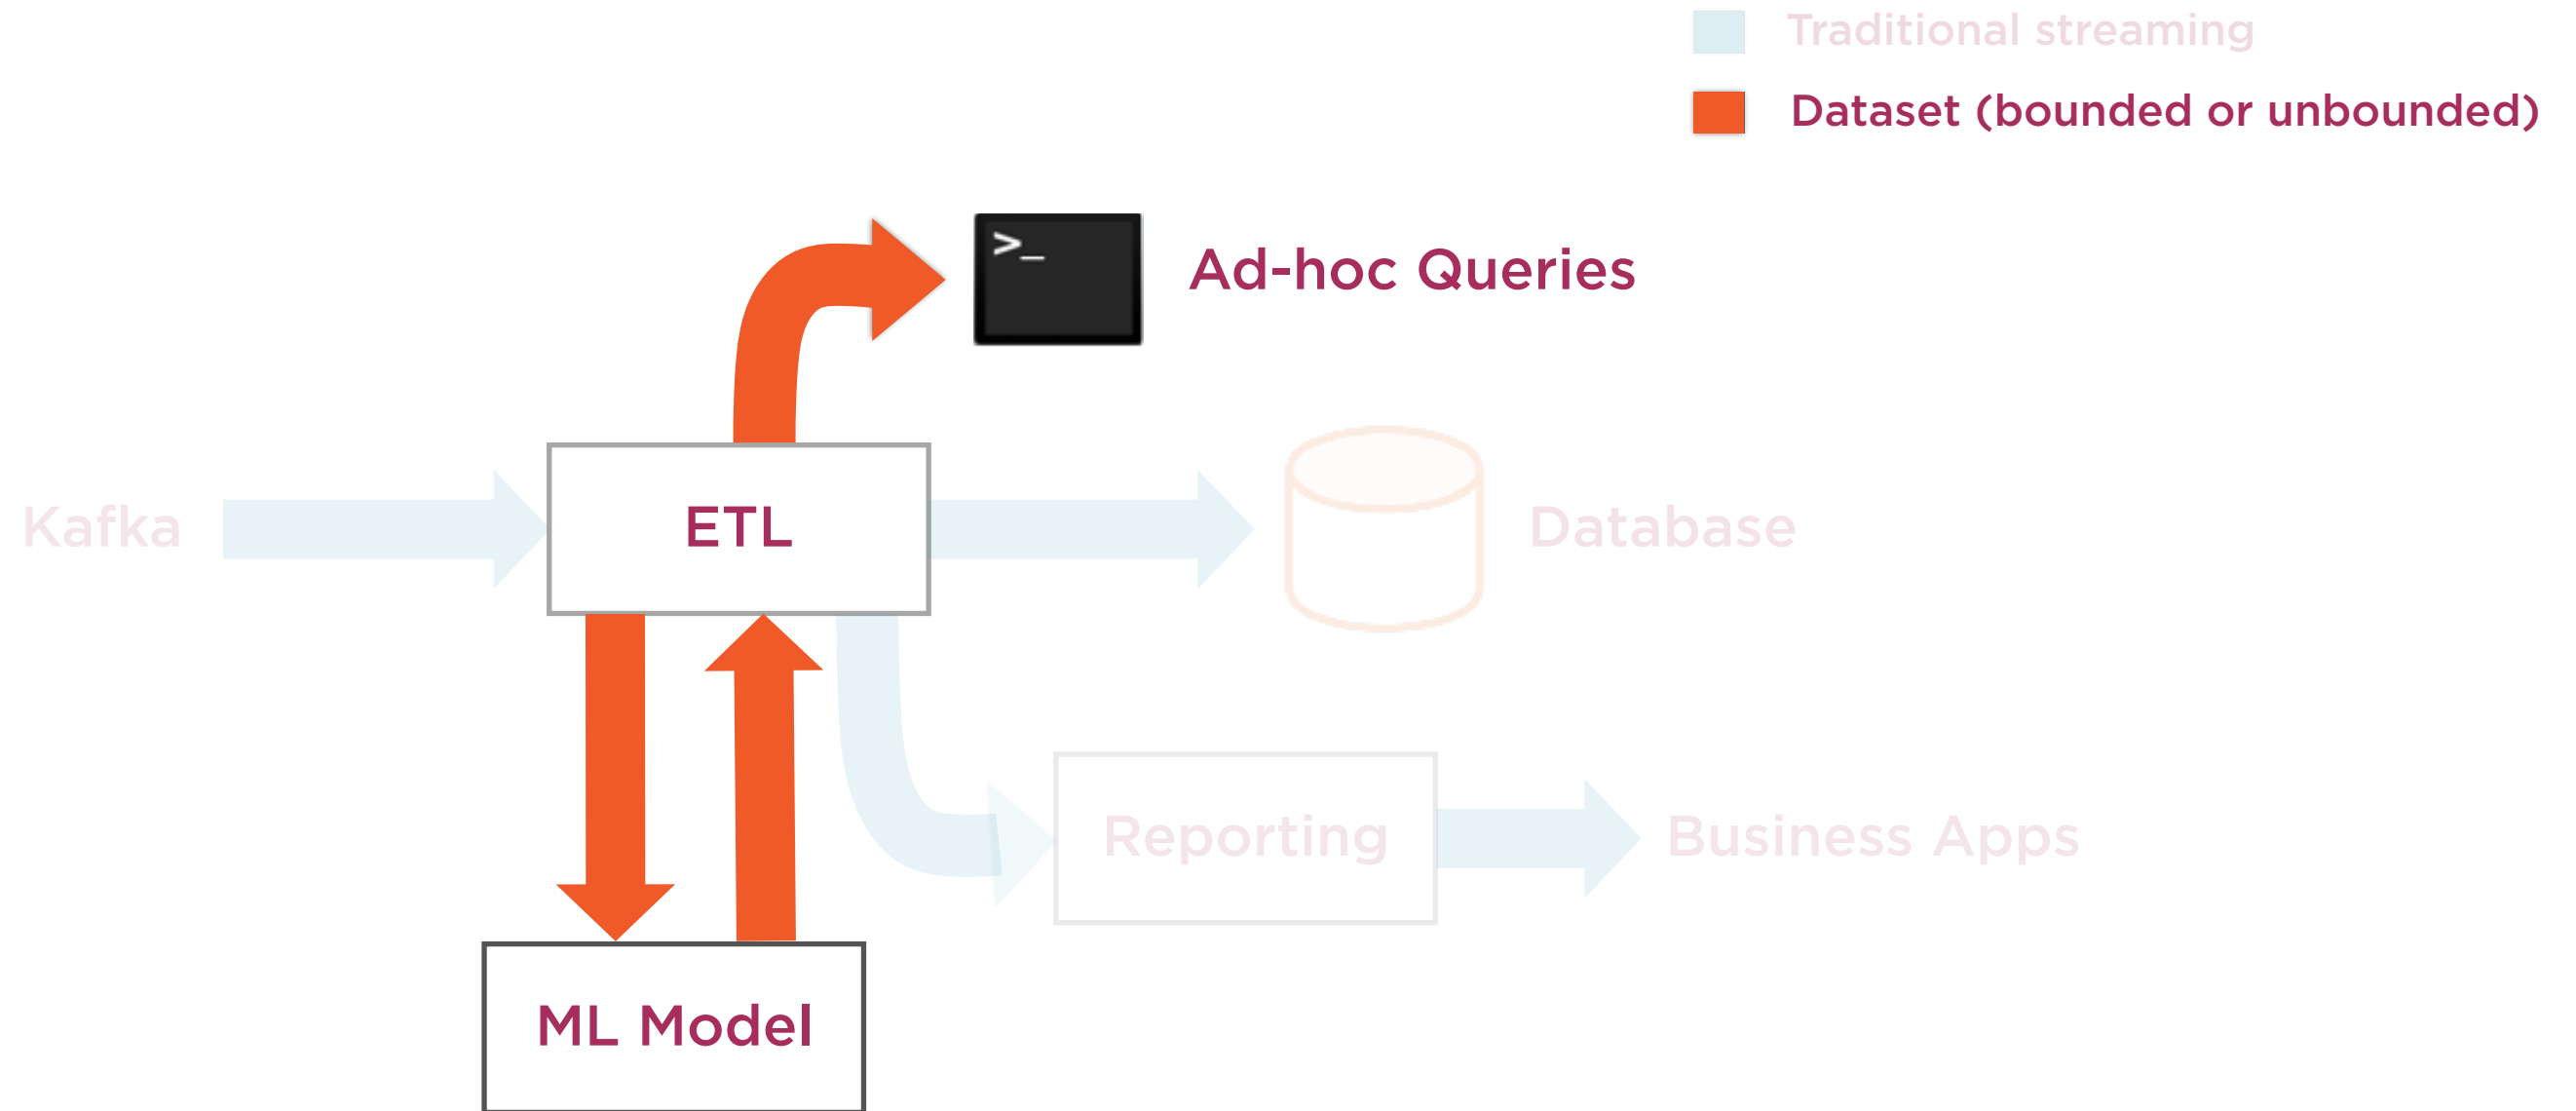 Traditional streaming
Dataset (bounded or unbounded)
>_
Ad-hoc Queries
Kafka
ETL
Database
Reporting
Business Apps
ML Model